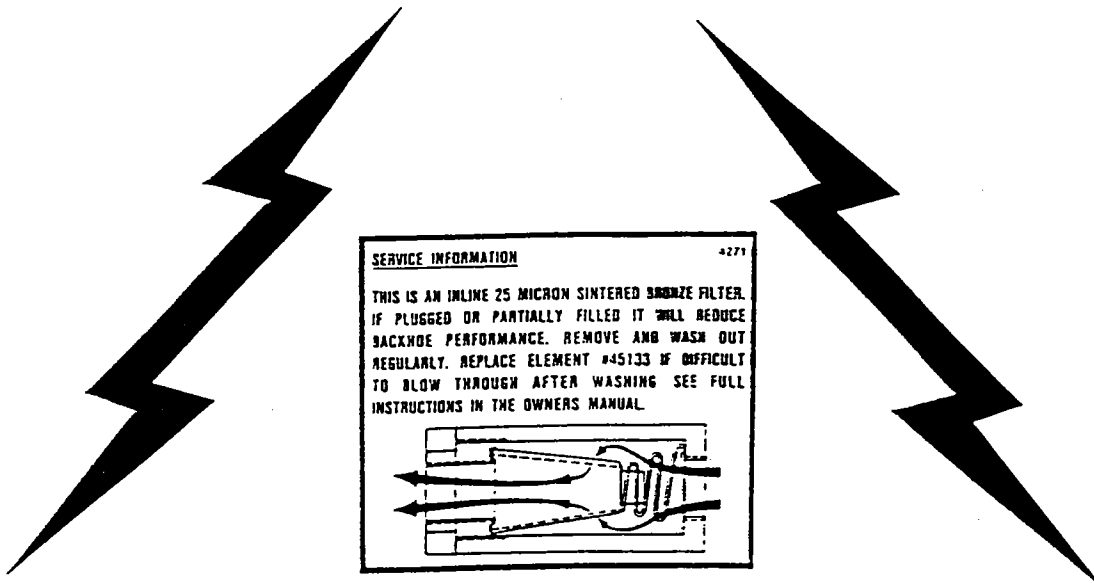 SERVICE INFORMATION 4271
THIS IS AN INLINE 25 MICRON SINTERED BRONZE FILTER.
IF PLUGGED OR PARTIALLY FILLED IT WILL REDUCE
BACKHOE PERFORMANCE. REMOVE AND WASH OUT
REGULARLY. REPLACE ELEMENT #45133 IF DIFFICULT
TO BLOW THROUGH AFTER WASHING SEE FULL
INSTRUCTIONS IN THE OWNERS MANUAL